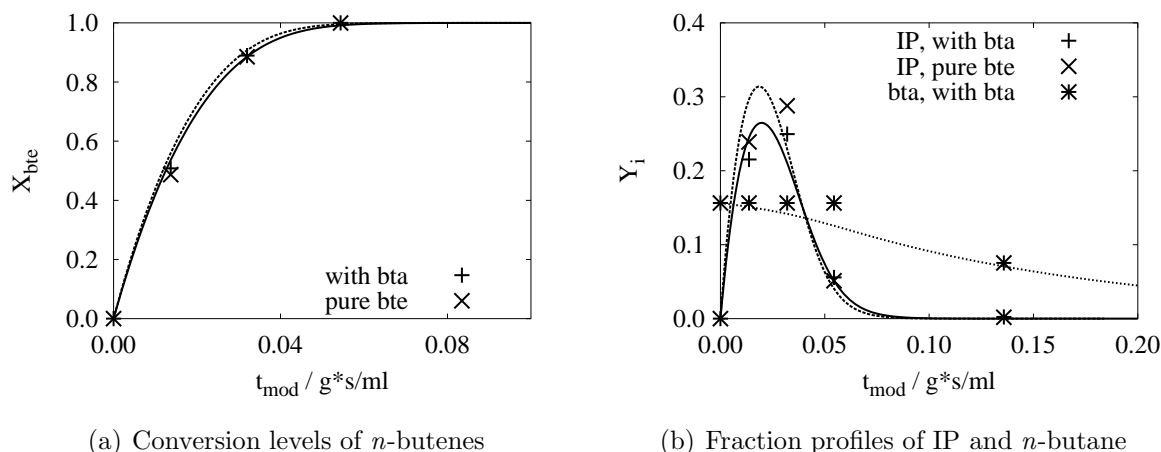 1.0
0.8
0.6
0.4
0.2
0.0
X_bte
with bta
pure bte
0.00 0.04 0.08
t_mod / g*s/ml
(a) Conversion levels of n-butenes
0.4
0.3
0.2
0.1
0.0
Y_i
IP, with bta
IP, pure bte
bta, with bta
0.00 0.05 0.10 0.15 0.20
t_mod / g*s/ml
(b) Fraction profiles of IP and n-butane